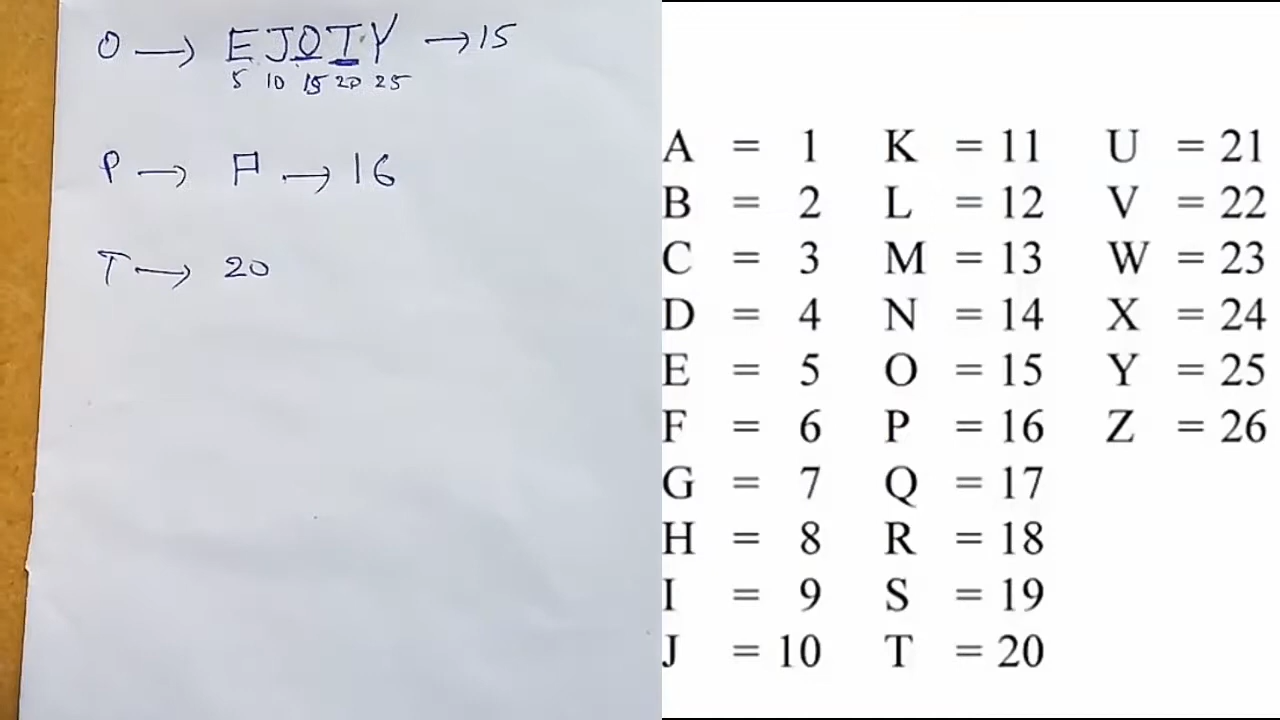 O → EJOTY → 15
5 10 15 20 25
P → P → 16
T → 20
A = 1 K = 11 U = 21
B = 2 L = 12 V = 22
C = 3 M = 13 W = 23
D = 4 N = 14 X = 24
E = 5 O = 15 Y = 25
F = 6 P = 16 Z = 26
G = 7 Q = 17
H = 8 R = 18
I = 9 S = 19
J = 10 T = 20